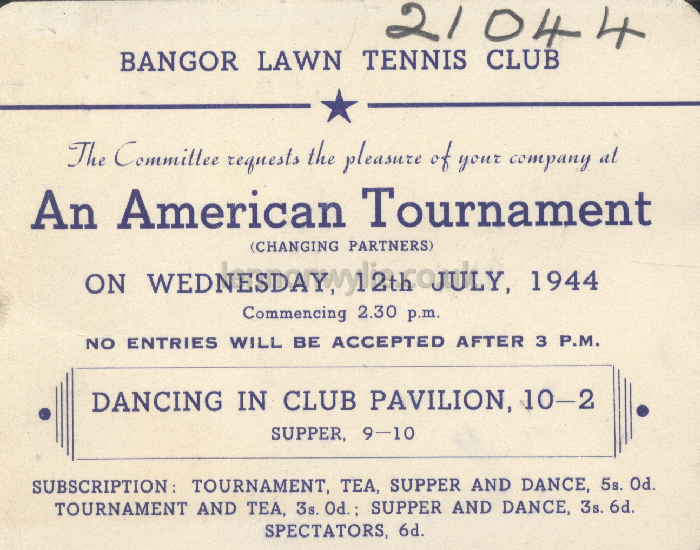 21044
BANGOR LAWN TENNIS CLUB
The Committee requests the pleasure of your company at
An American Tournament
(CHANGING PARTNERS)
lennonwylie.co.uk
ON WEDNESDAY, 12th JULY, 1944
Commencing 2.30 p.m.
NO ENTRIES WILL BE ACCEPTED AFTER 3 P.M.
DANCING IN CLUB PAVILION, 10—2
SUPPER, 9—10
SUBSCRIPTION: TOURNAMENT, TEA, SUPPER AND DANCE, 5s. 0d.
TOURNAMENT AND TEA, 3s. 0d.; SUPPER AND DANCE, 3s. 6d.
SPECTATORS, 6d.